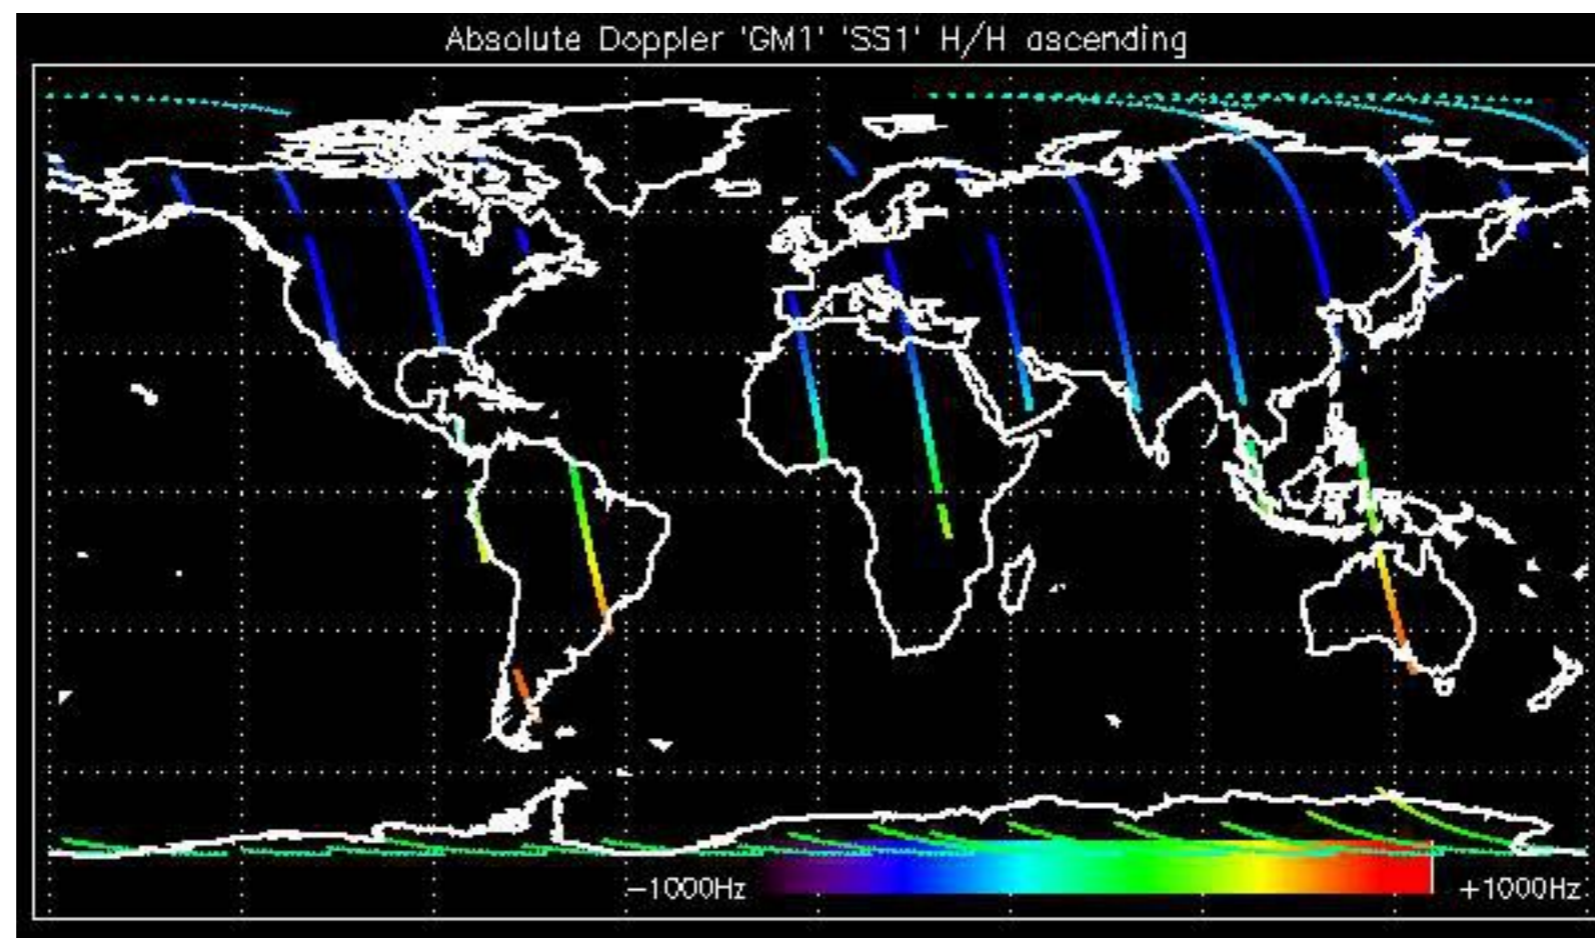 Absolute Doppler 'GM1' 'SS1' H/H ascending
-1000Hz
+1000Hz